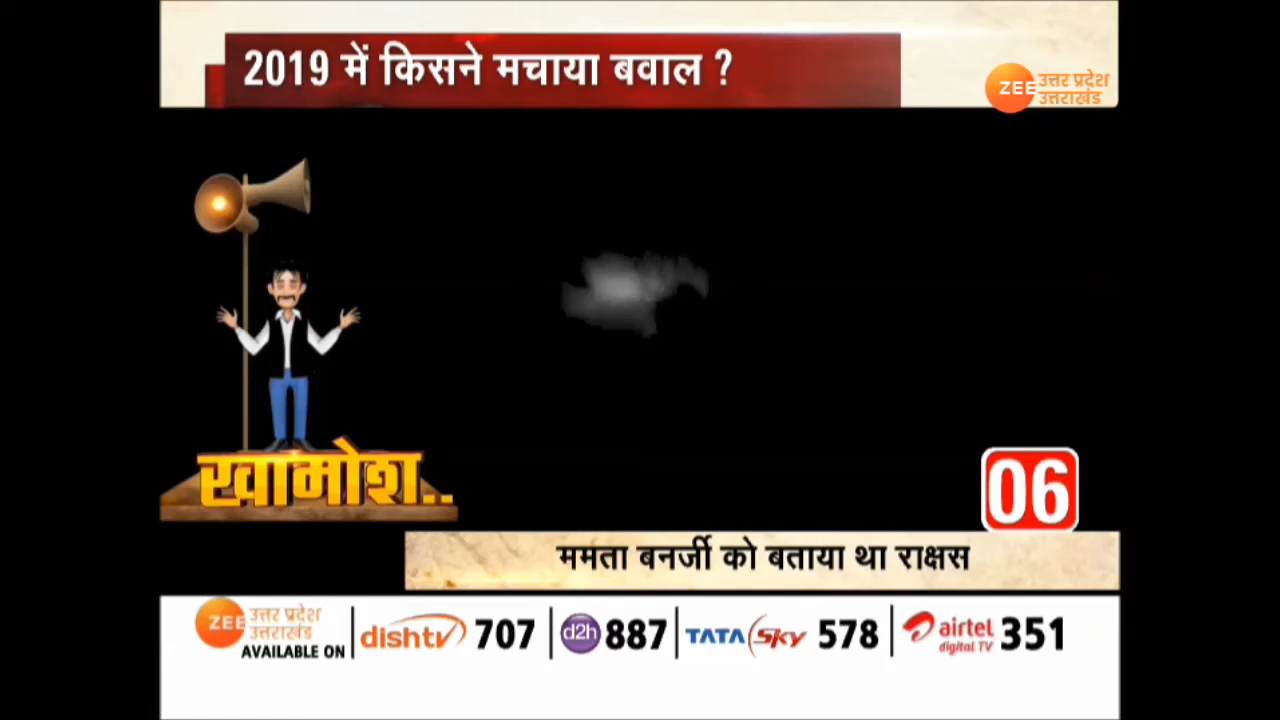 2019 में किसने मचाया बवाल ?
ZEE उत्तर प्रदेश
उत्तराखंड
खामोश..
06
ममता बनर्जी को बताया था राक्षस
ZEE उत्तर प्रदेश
उत्तराखंड
AVAILABLE ON
dishtv 707
d2h 887
TATA Sky 578
airtel digital TV 351